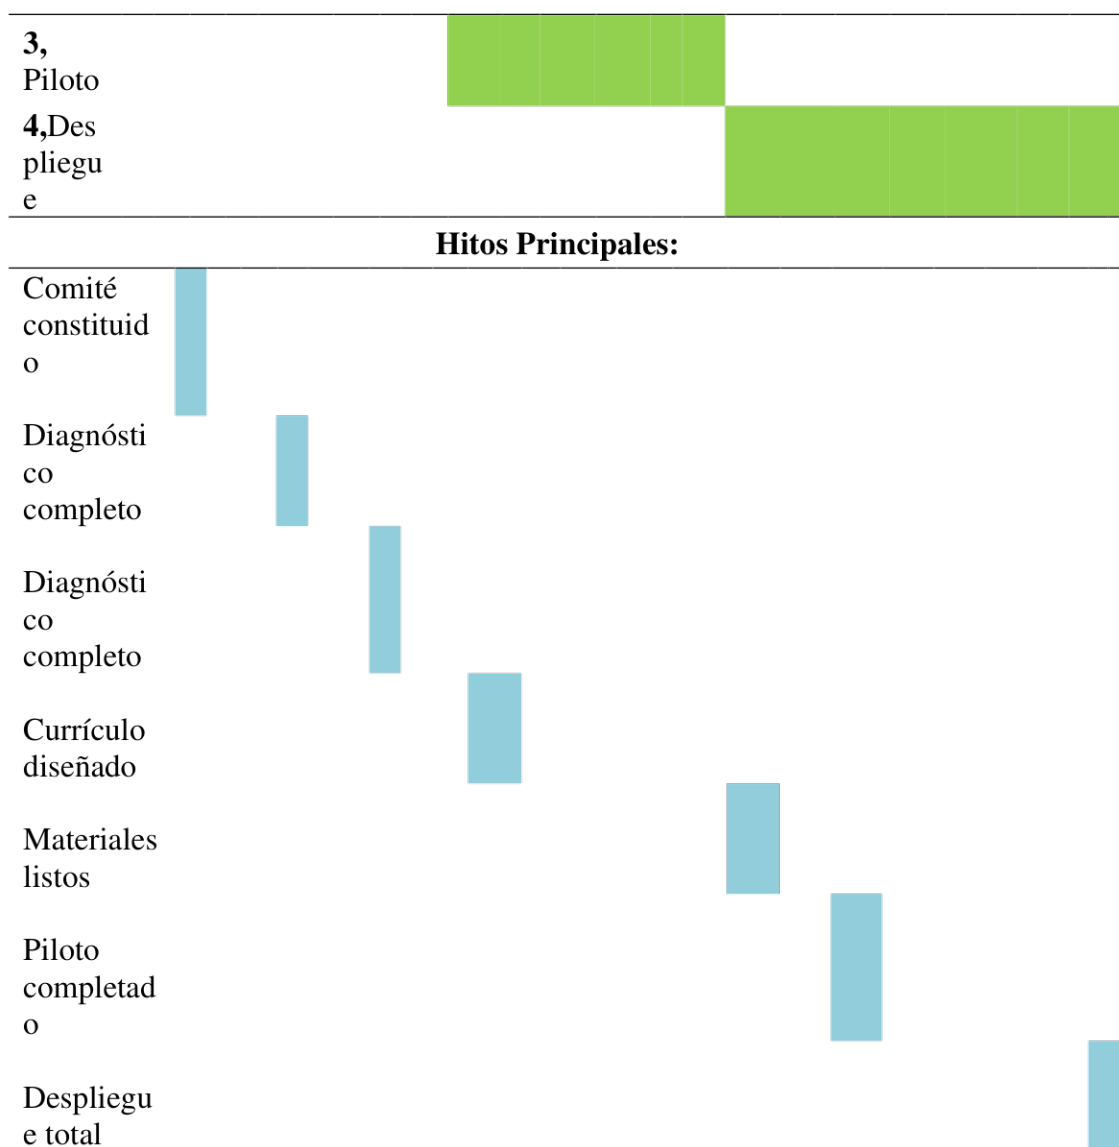 3,
Piloto
4,Des
pliegu
e
Hitos Principales:
Comité
constituid
o
Diagnósti
co
completo
Diagnósti
co
completo
Currículo
diseñado
Materiales
listos
Piloto
completad
o
Despliegu
e total